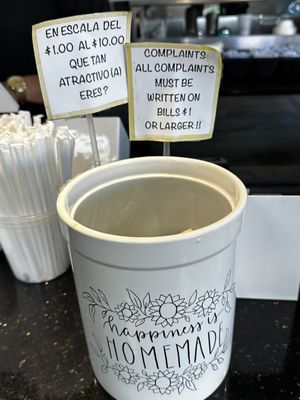 EN ESCALA DEL
$1.00 AL $10.00
QUE TAN
ATRACTIVO(A)
ERES?
COMPLAINTS
ALL COMPLAINTS
MUST BE
WRITTEN ON
BILLS $1
OR LARGER!!
happiness is
HOMEMADE